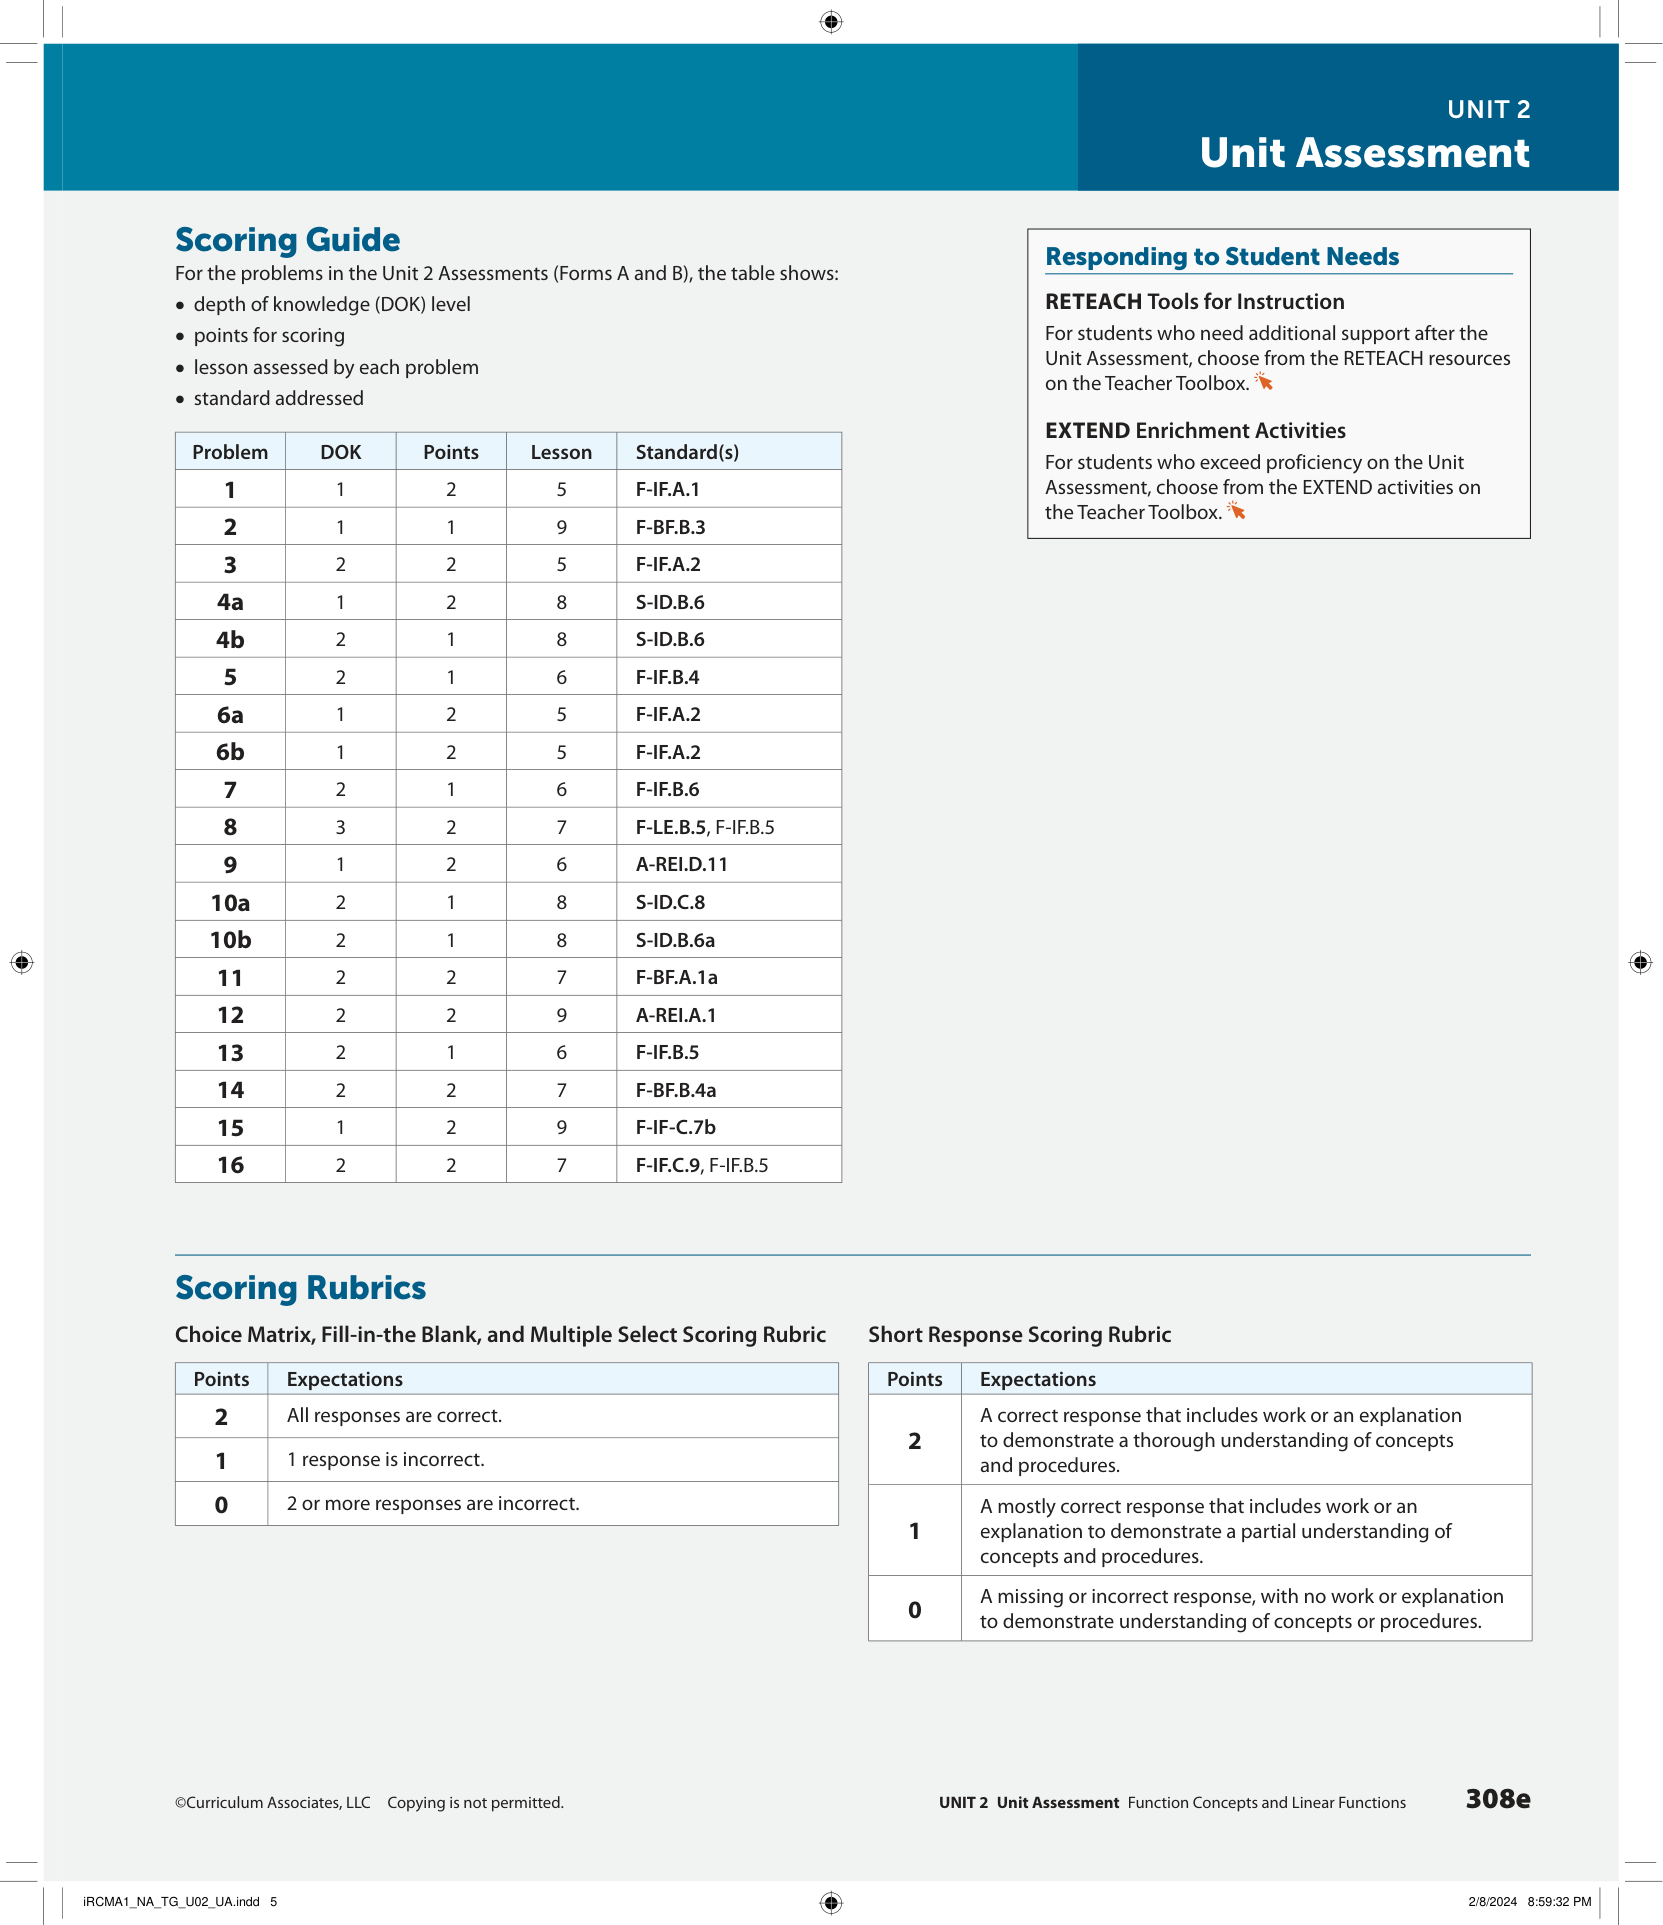 UNIT 2
Unit Assessment
Scoring Guide
For the problems in the Unit 2 Assessments (Forms A and B), the table shows:
• depth of knowledge (DOK) level
• points for scoring
• lesson assessed by each problem
• standard addressed
Problem DOK Points Lesson Standard(s)
1 1 2 5 F-IF.A.1
2 1 1 9 F-BF.B.3
3 2 2 5 F-IF.A.2
4a 1 2 8 S-ID.B.6
4b 2 1 8 S-ID.B.6
5 2 1 6 F-IF.B.4
6a 1 2 5 F-IF.A.2
6b 1 2 5 F-IF.A.2
7 2 1 6 F-IF.B.6
8 3 2 7 F-LE.B.5, F-IF.B.5
9 1 2 6 A-REI.D.11
10a 2 1 8 S-ID.C.8
10b 2 1 8 S-ID.B.6a
11 2 2 7 F-BF.A.1a
12 2 2 9 A-REI.A.1
13 2 1 6 F-IF.B.5
14 2 2 7 F-BF.B.4a
15 1 2 9 F-IF-C.7b
16 2 2 7 F-IF.C.9, F-IF.B.5
Responding to Student Needs
RETEACH Tools for Instruction
For students who need additional support after the
Unit Assessment, choose from the RETEACH resources
on the Teacher Toolbox.
EXTEND Enrichment Activities
For students who exceed proficiency on the Unit
Assessment, choose from the EXTEND activities on
the Teacher Toolbox.
Scoring Rubrics
Choice Matrix, Fill-in-the Blank, and Multiple Select Scoring Rubric
Points Expectations
2 All responses are correct.
1 1 response is incorrect.
0 2 or more responses are incorrect.
Short Response Scoring Rubric
Points Expectations
2 A correct response that includes work or an explanation
to demonstrate a thorough understanding of concepts
and procedures.
1 A mostly correct response that includes work or an
explanation to demonstrate a partial understanding of
concepts and procedures.
0 A missing or incorrect response, with no work or explanation
to demonstrate understanding of concepts or procedures.
©Curriculum Associates, LLC Copying is not permitted.
UNIT 2 Unit Assessment Function Concepts and Linear Functions 308e
iRCMA1_NA_TG_U02_UA.indd 5
2/8/2024 8:59:32 PM